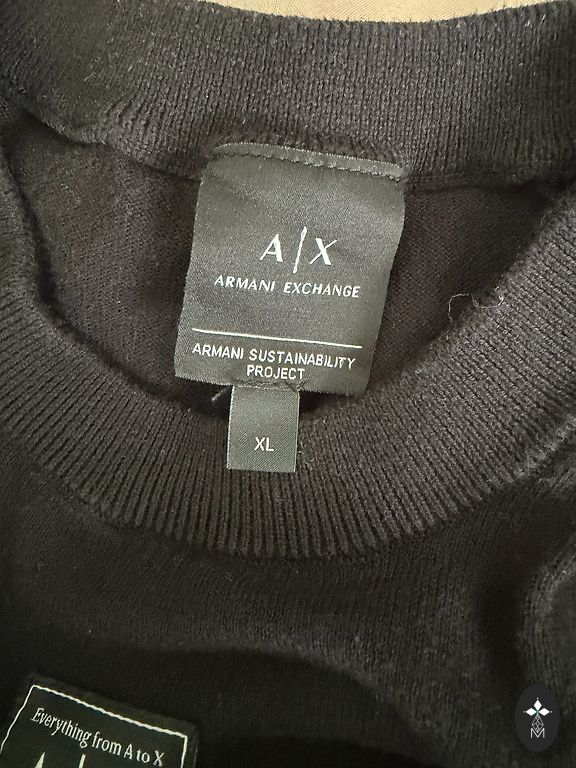 A|X
ARMANI EXCHANGE
ARMANI SUSTAINABILITY
PROJECT
XL
Everything from A to X
M